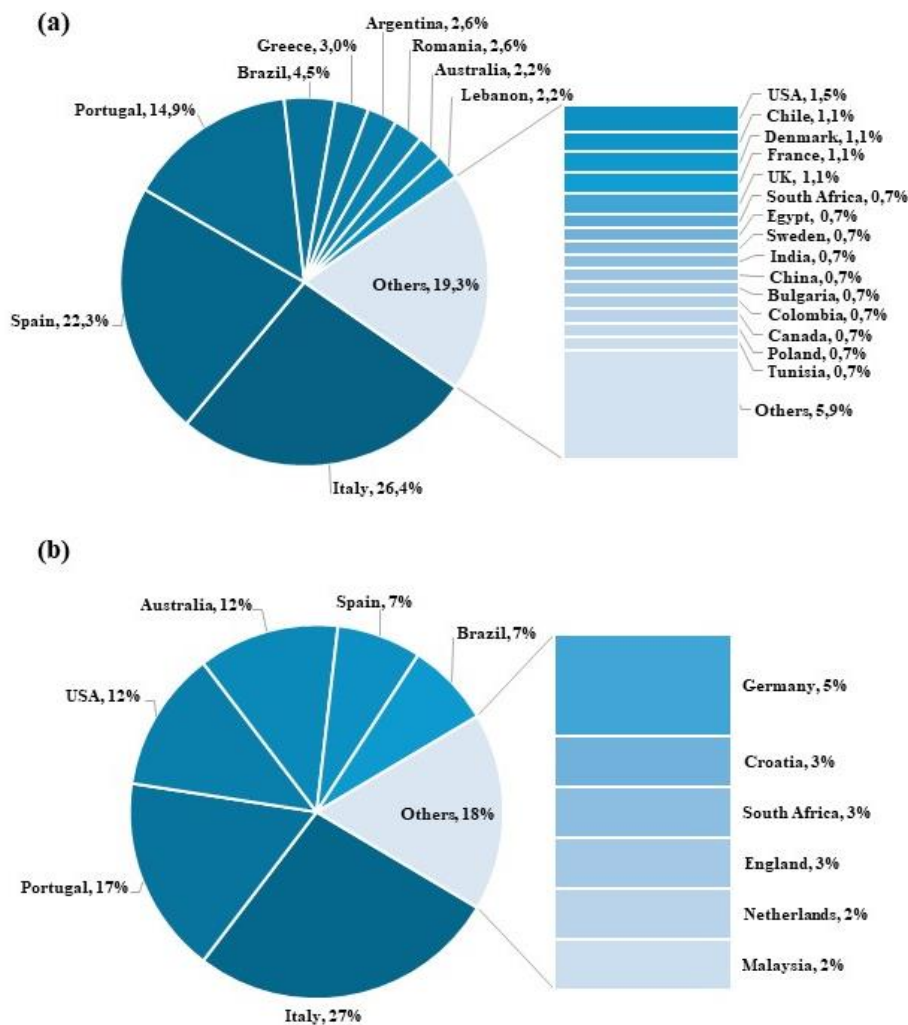 (a)
Argentina, 2,6%
Greece, 3,0%
Romania, 2,6%
Brazil, 4,5%
Australia, 2,2%
Lebanon, 2,2%
Portugal, 14,9%
Others, 19,3%
Spain, 22,3%
Italy, 26,4%
USA, 1,5%
Chile, 1,1%
Denmark, 1,1%
France, 1,1%
UK, 1,1%
South Africa, 0,7%
Egypt, 0,7%
Sweden, 0,7%
India, 0,7%
China, 0,7%
Bulgaria, 0,7%
Colombia, 0,7%
Canada, 0,7%
Poland, 0,7%
Tunisia, 0,7%
Others, 5,9%
(b)
Australia, 12%
Spain, 7%
Brazil, 7%
USA, 12%
Others, 18%
Portugal, 17%
Italy, 27%
Germany, 5%
Croatia, 3%
South Africa, 3%
England, 3%
Netherlands, 2%
Malaysia, 2%